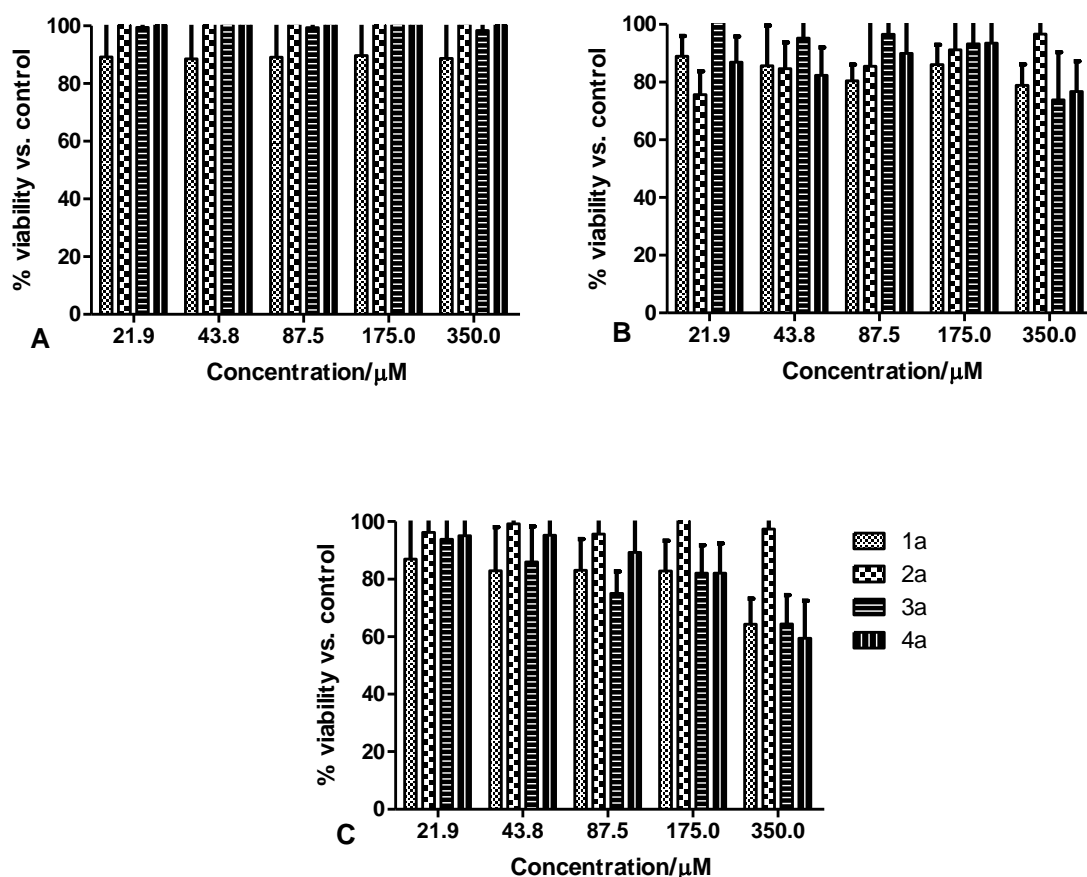 % viability vs. control
100
80
60
40
20
0
21.9 43.8 87.5 175.0 350.0
A
Concentration/μM
% viability vs. control
100
80
60
40
20
0
21.9 43.8 87.5 175.0 350.0
B
Concentration/μM
% viability vs. control
100
80
60
40
20
0
21.9 43.8 87.5 175.0 350.0
C
Concentration/μM
1a
2a
3a
4a